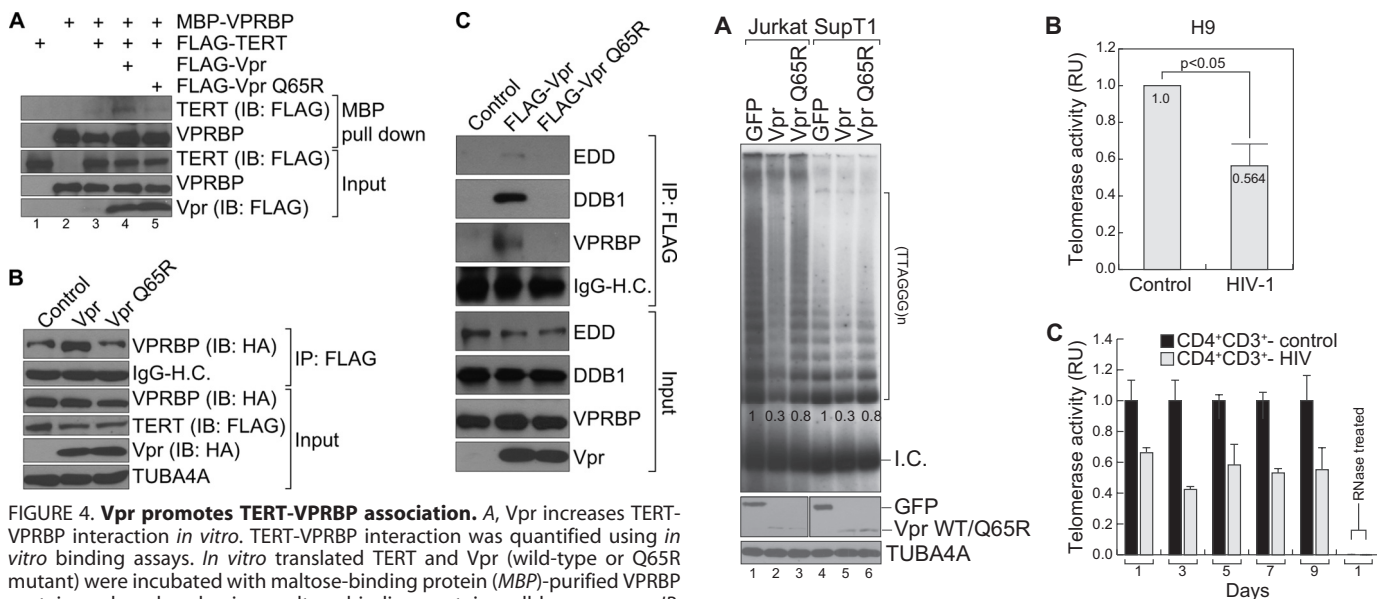 A
+ + + + MBP-VPRBP
+ + + + FLAG-TERT
+ FLAG-Vpr
+ FLAG-Vpr Q65R
TERT (IB: FLAG)
VPRBP
MBP
pull down
TERT (IB: FLAG)
VPRBP
Vpr (IB: FLAG)
Input
1 2 3 4 5
B
Control
Vpr
Vpr Q65R
VPRBP (IB: HA)
IgG-H.C.
IP: FLAG
VPRBP (IB: HA)
TERT (IB: FLAG)
Vpr (IB: HA)
TUBA4A
Input
C
Control
FLAG-Vpr
FLAG-Vpr Q65R
EDD
DDB1
VPRBP
IgG-H.C.
IP: FLAG
EDD
DDB1
VPRBP
Vpr
Input
FIGURE 4. Vpr promotes TERT-VPRBP association. A, Vpr increases TERT-
VPRBP interaction in vitro. TERT-VPRBP interaction was quantified using in
vitro binding assays. In vitro translated TERT and Vpr (wild-type or Q65R
mutant) were incubated with maltose-binding protein (MBP)-purified VPRBP
A
Jurkat SupT1
GFP
Vpr
Vpr Q65R
GFP
Vpr
Vpr Q65R
(TTAGGG)n
1 0.3 0.8 1 0.3 0.8
I.C.
GFP
Vpr WT/Q65R
TUBA4A
1 2 3 4 5 6
B
H9
Telomerase activity (RU)
1.2
1.0
0.8
0.6
0.4
0.2
0.0
p<0.05
1.0
0.564
Control HIV-1
C
CD4+CD3+- control
CD4+CD3+- HIV
Telomerase activity (RU)
1.4
1.2
1.0
0.8
0.6
0.4
0.2
0.0
RNase treated
1 3 5 7 9 1
Days